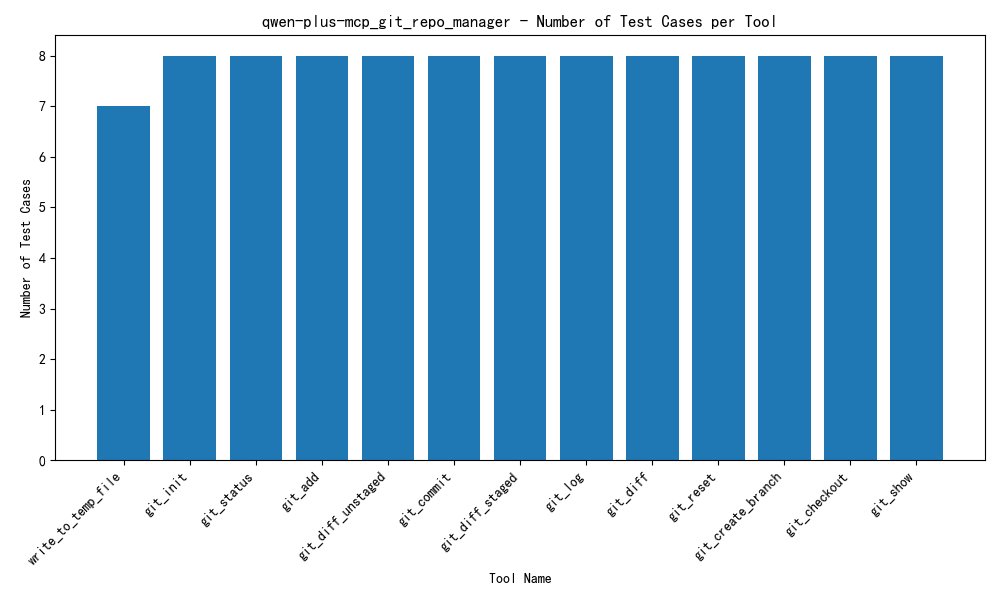 qwen-plus-mcp_git_repo_manager - Number of Test Cases per Tool
Number of Test Cases
8
7
6
5
4
3
2
1
0
write_to_temp_file
git_init
git_status
git_add
git_diff_unstaged
git_commit
git_diff_staged
git_log
git_diff
git_reset
git_create_branch
git_checkout
git_show
Tool Name